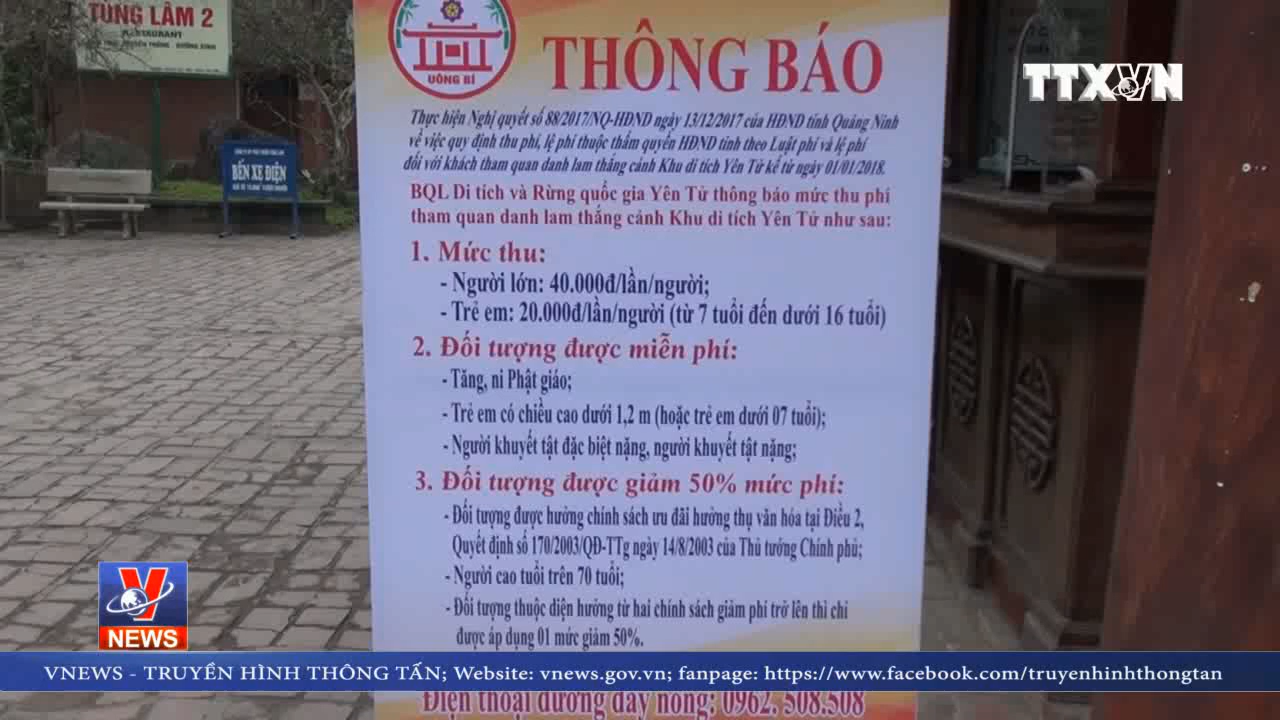 TÙNG LÂM 2
RESTAURANT
TTXVN
UÔNG BÍ
THÔNG BÁO
Thực hiện Nghị quyết số 88/2017/NQ-HĐND ngày 13/12/2017 của HĐND tỉnh Quảng Ninh
về việc quy định thu phí, lệ phí thuộc thẩm quyền HĐND tỉnh theo Luật phí và lệ phí
đối với khách tham quan danh lam thắng cảnh Khu di tích Yên Tử kể từ ngày 01/01/2018.
BẾN XE ĐIỆN
BQL Di tích và Rừng quốc gia Yên Tử thông báo mức thu phí
tham quan danh lam thắng cảnh Khu di tích Yên Tử như sau:
1. Mức thu:
- Người lớn: 40.000đ/lần/người;
- Trẻ em: 20.000đ/lần/người (từ 7 tuổi đến dưới 16 tuổi)
2. Đối tượng được miễn phí:
- Tăng, ni Phật giáo;
- Trẻ em có chiều cao dưới 1,2 m (hoặc trẻ em dưới 07 tuổi);
- Người khuyết tật đặc biệt nặng, người khuyết tật nặng;
3. Đối tượng được giảm 50% mức phí:
- Đối tượng được hưởng chính sách ưu đãi hưởng thụ văn hóa tại Điều 2,
Quyết định số 170/2003/QĐ-TTg ngày 14/8/2003 của Thủ tướng Chính phủ;
- Người cao tuổi trên 70 tuổi;
- Đối tượng thuộc diện hưởng từ hai chính sách giảm phí trở lên thì chỉ
được áp dụng 01 mức giảm 50%.
V
NEWS
VNEWS - TRUYỀN HÌNH THÔNG TẤN; Website: vnews.gov.vn; fanpage: https://www.facebook.com/truyenhinhthongtan
Điện thoại đường dây nóng: 0962. 508.508